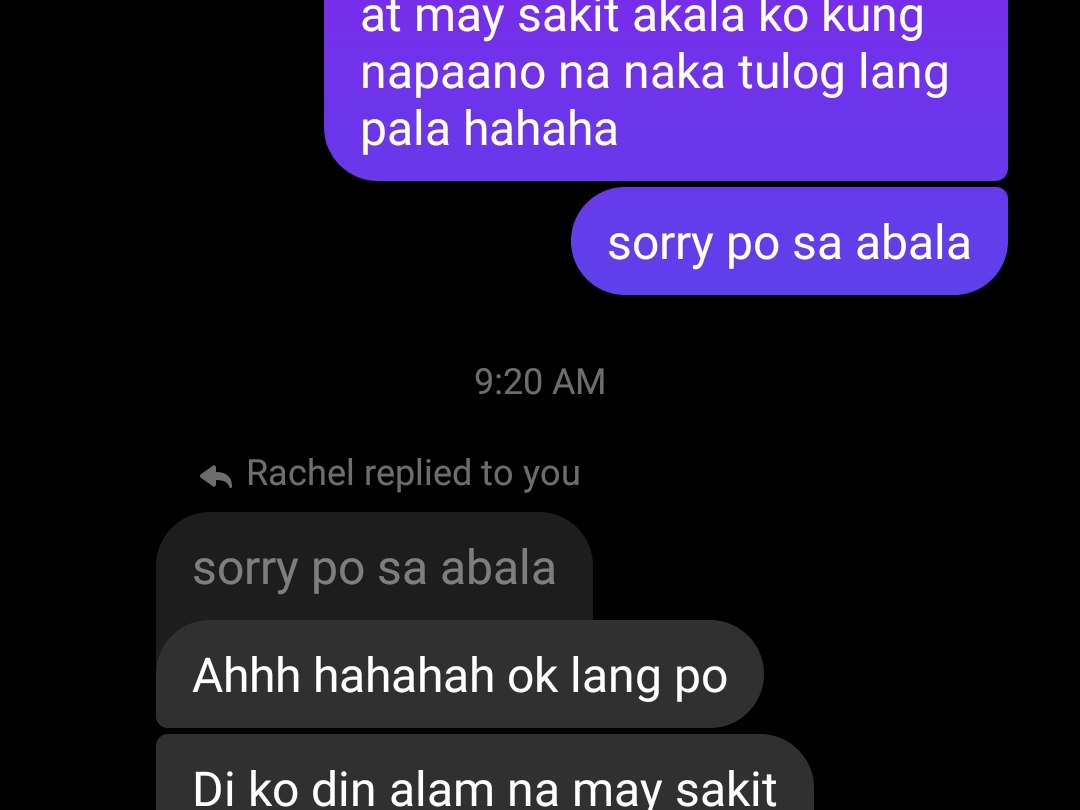 at may sakit akala ko kung
napaano na naka tulog lang
pala hahaha
sorry po sa abala
9:20 AM
Rachel replied to you
sorry po sa abala
Ahhh hahahah ok lang po
Di ko din alam na may sakit